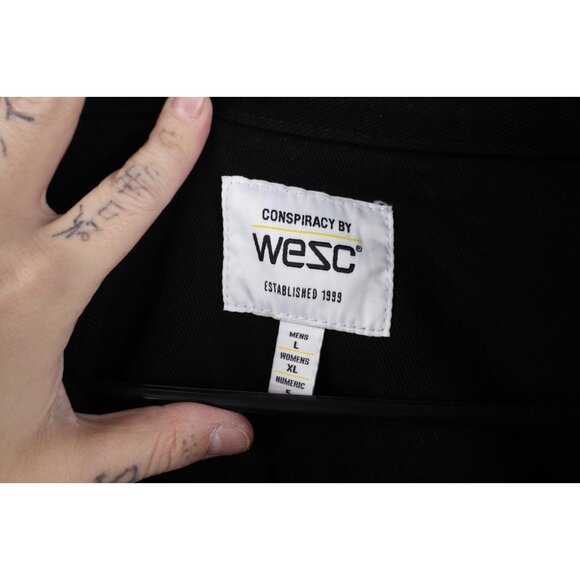 CONSPIRACY BY
WESC®
ESTABLISHED 1999
MENS
L
WOMENS
XL
NUMERIC